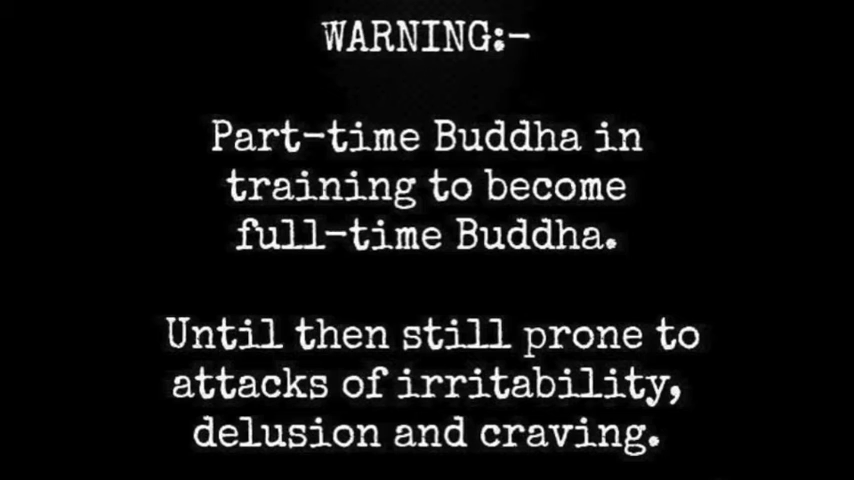 WARNING:-
Part-time Buddha in
training to become
full-time Buddha.
Until then still prone to
attacks of irritability,
delusion and craving.